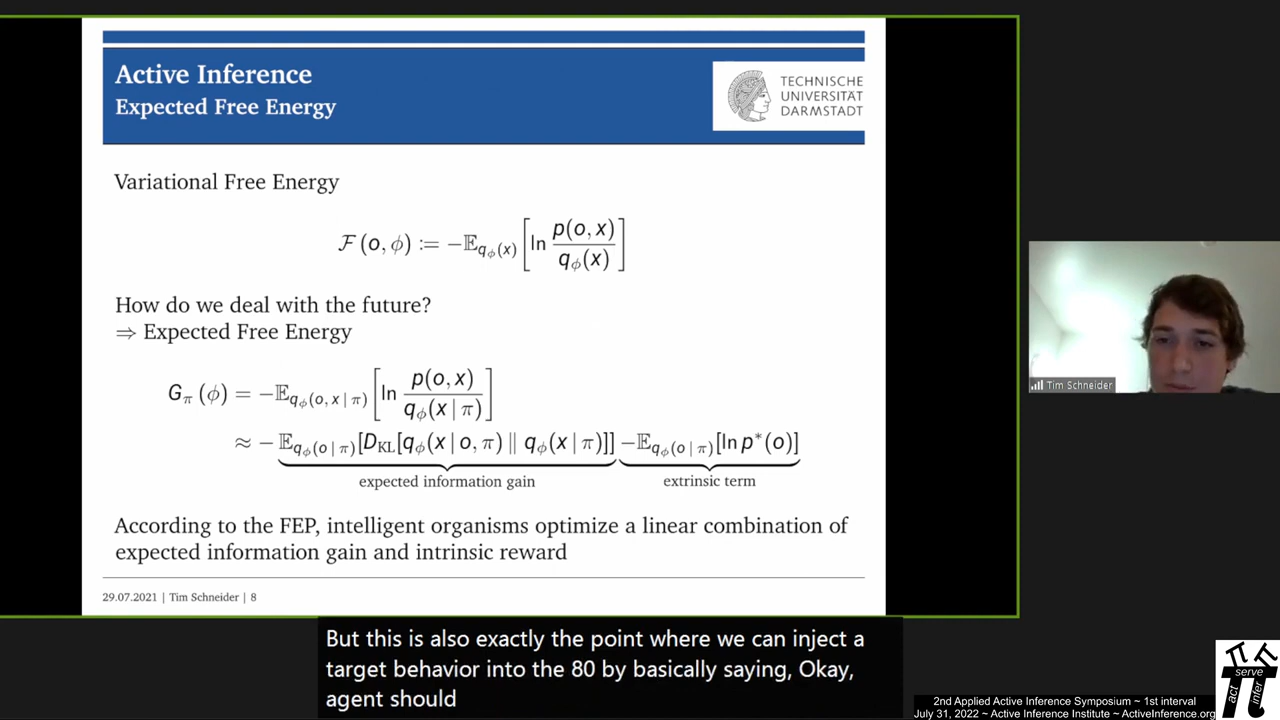 Active Inference
Expected Free Energy
TECHNISCHE
UNIVERSITÄT
DARMSTADT
Variational Free Energy
ℱ(o, ϕ) := −𝔼_{q_ϕ(x)} [ln p(o, x) / q_ϕ(x)]
How do we deal with the future?
⇒ Expected Free Energy
G_π(ϕ) = −𝔼_{q_ϕ(o, x | π)} [ln p(o, x) / q_ϕ(x | π)]
≈ −𝔼_{q_ϕ(o | π)}[D_KL[q_ϕ(x | o, π) ∥ q_ϕ(x | π)]] −𝔼_{q_ϕ(o | π)}[ln p*(o)]
expected information gain extrinsic term
According to the FEP, intelligent organisms optimize a linear combination of
expected information gain and intrinsic reward
29.07.2021 | Tim Schneider | 8
Tim Schneider
But this is also exactly the point where we can inject a
target behavior into the 80 by basically saying, Okay,
agent should
2nd Applied Active Inference Symposium ~ 1st interval
July 31, 2022 ~ Active Inference Institute ~ ActiveInference.org
π π
serve
act
infer
π